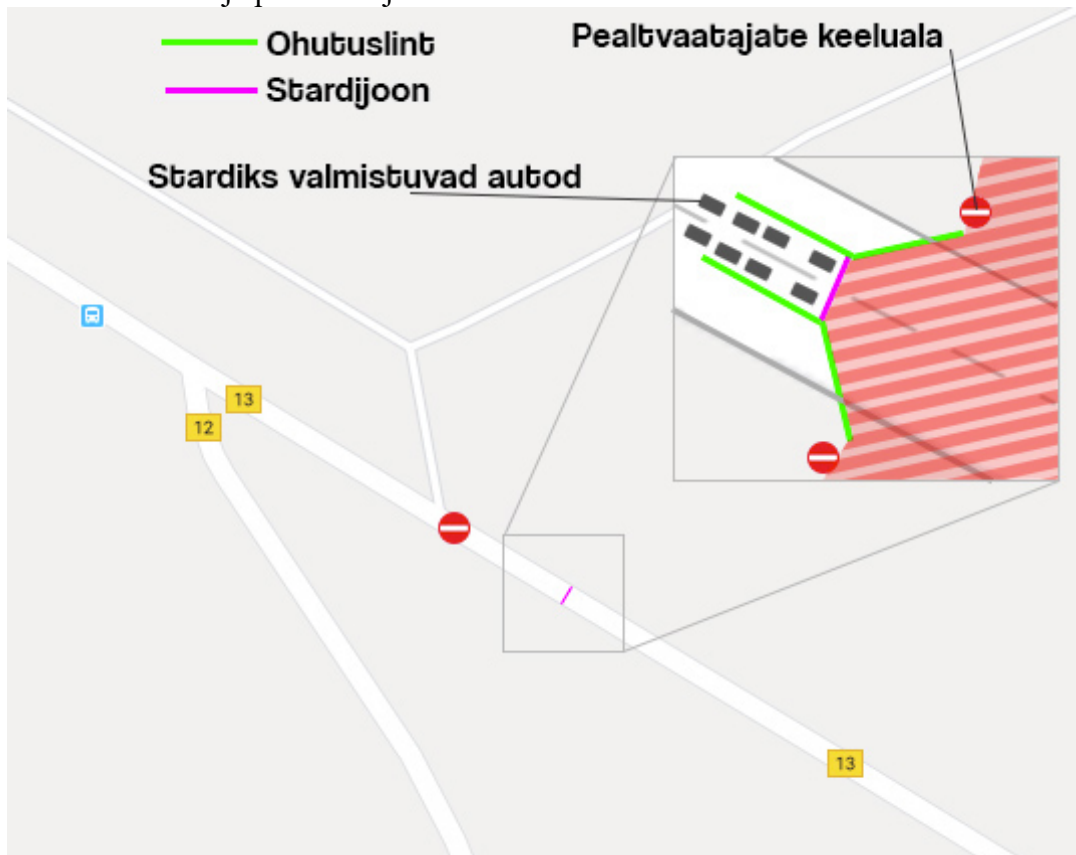 Ohutuslint
Pealtvaatajate keeluala
Stardijoon
Stardiks valmistuvad autod
13
12
13